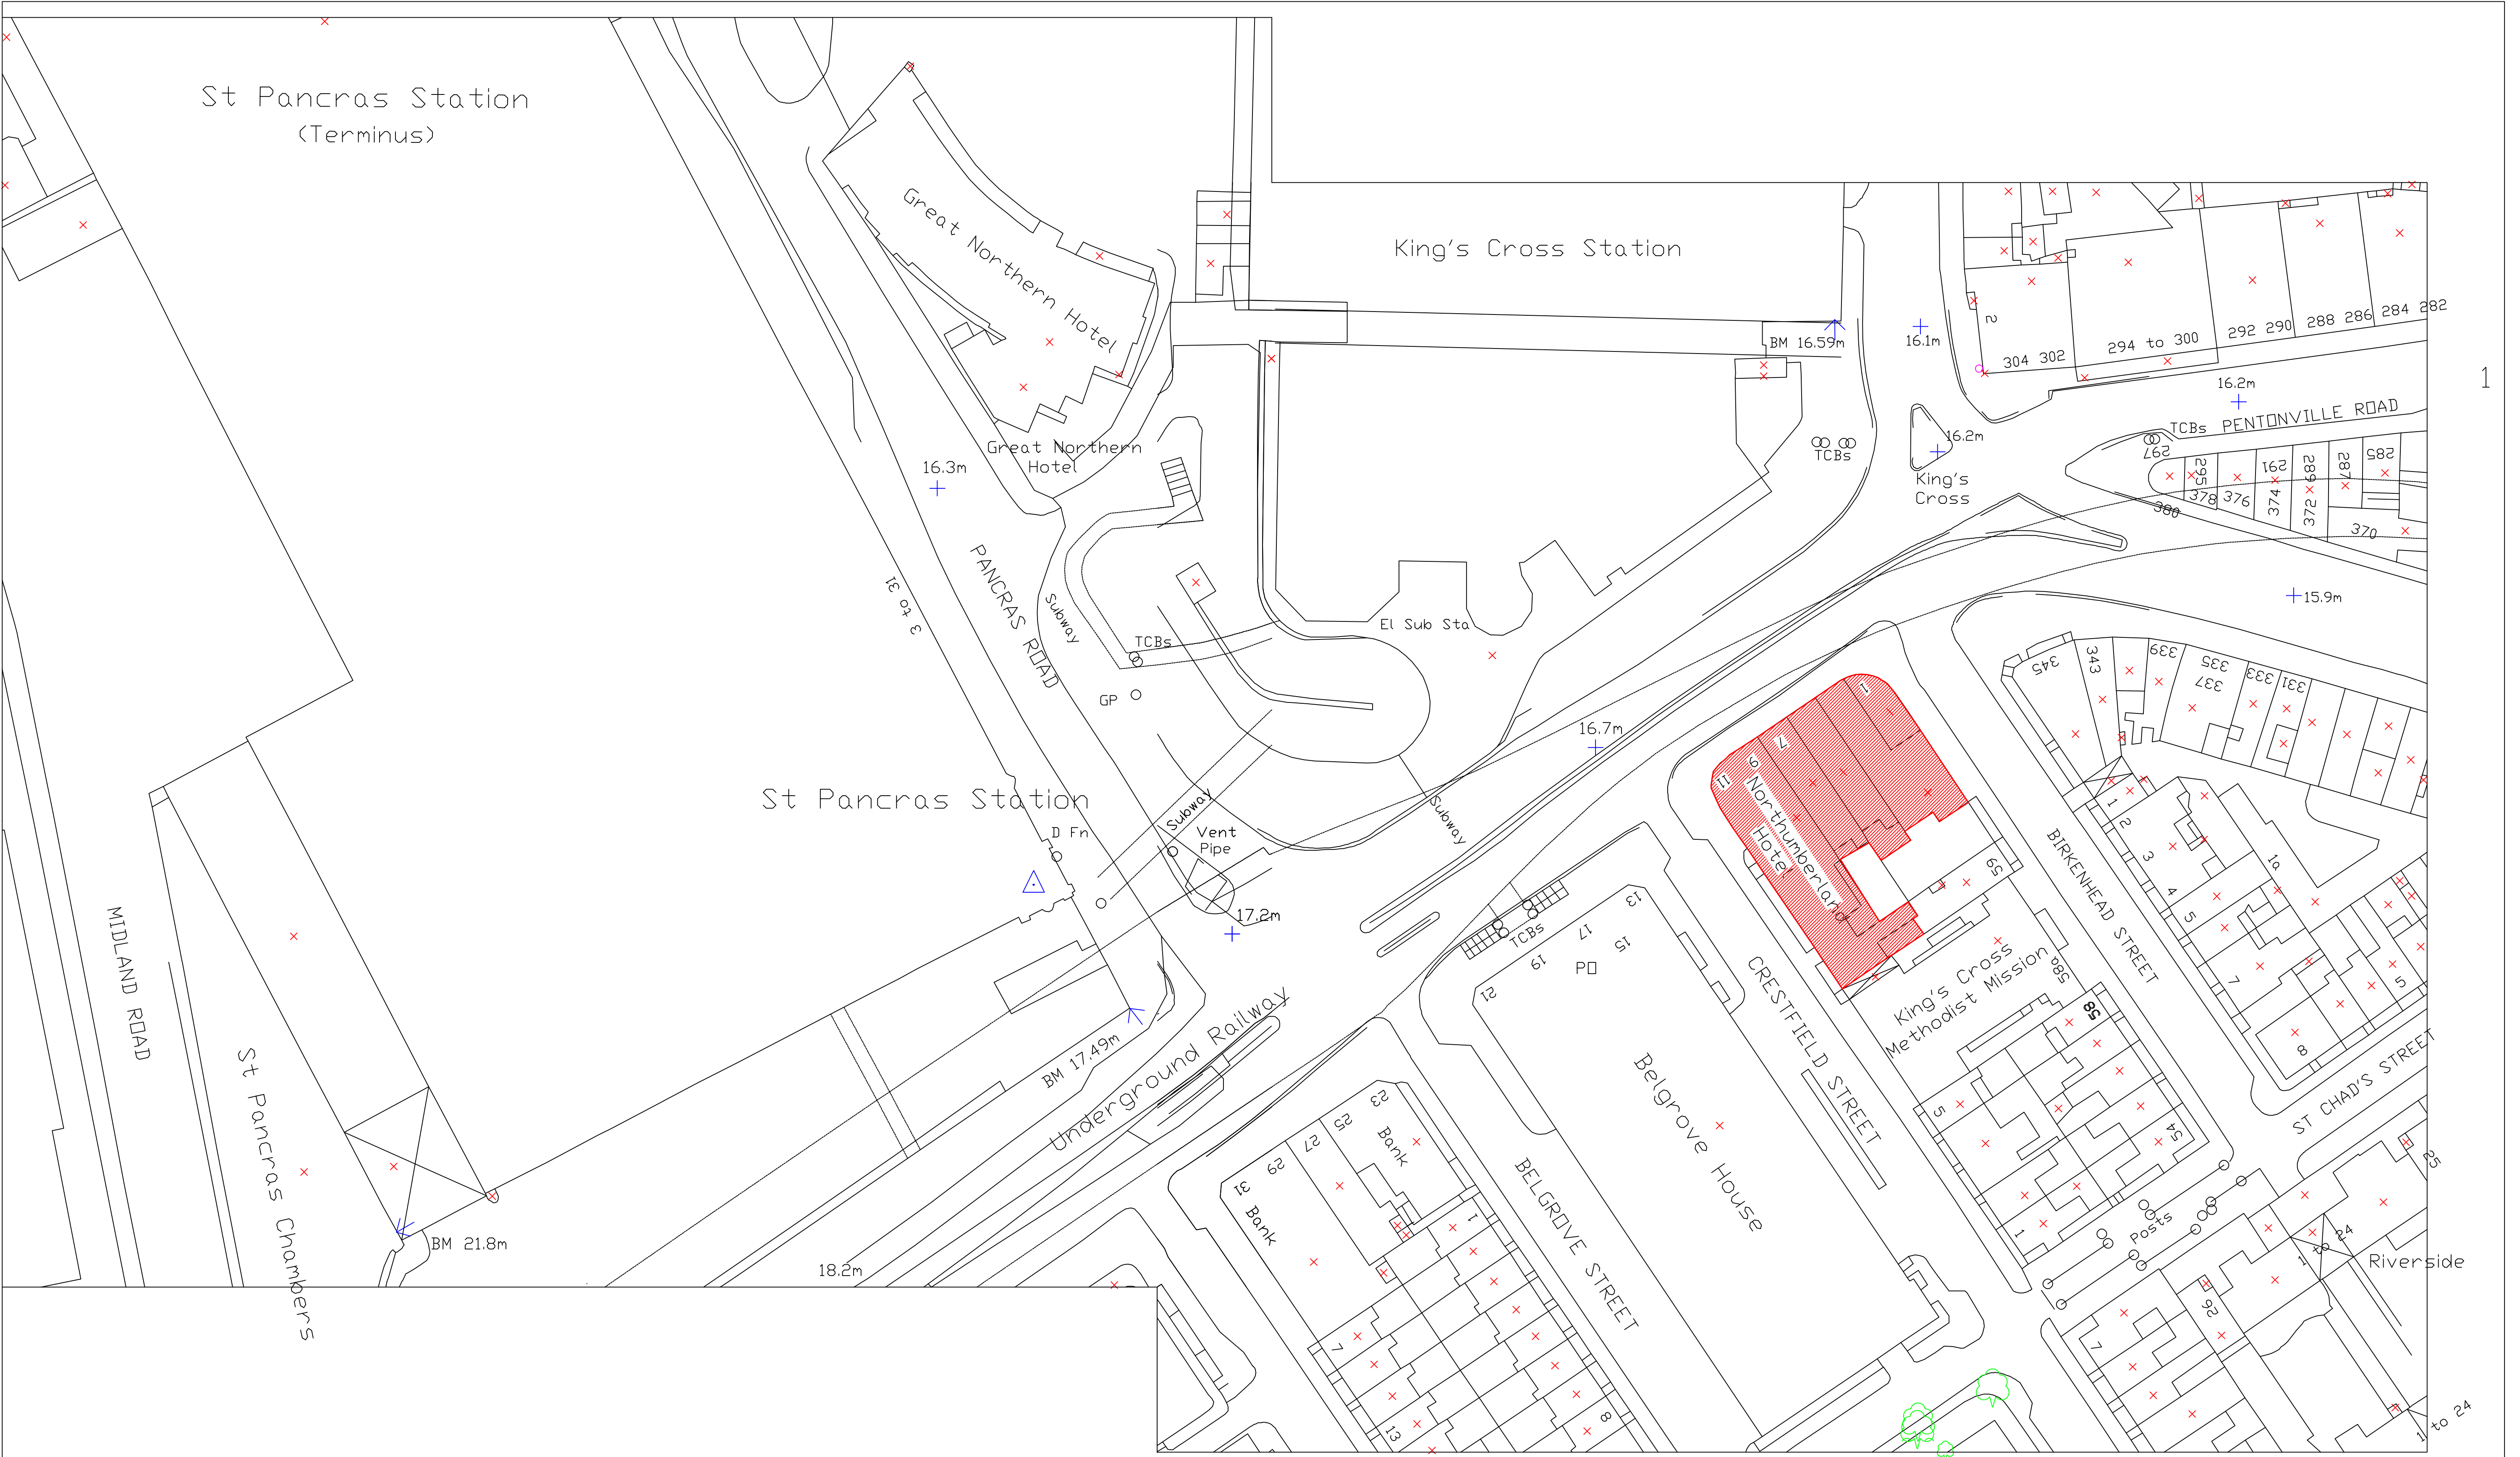 St Pancras Station
(Terminus)
Great Northern Hotel
King's Cross Station
BM 16.59m
16.1m
2
304 302
294 to 300
292 290
288 286
284 282
1
16.2m
TCBs
PENTONVILLE ROAD
Great Northern
Hotel
16.3m
TCBs
16.2m
King's
Cross
297
295
291
289
287
285
380
378
376
374
372
370
15.9m
3 to 31
PANCRAS ROAD
Subway
TCBs
GP
El Sub Sta
16.7m
345
343
339
335
337
333
331
1
7
9
11
Northumberland
Hotel
St Pancras Station
D Fn
Subway
Vent
Pipe
Subway
17.2m
59
BIRKENHEAD STREET
1
2
3
4
5
7
8
1a
5
MIDLAND ROAD
St Pancras Chambers
BM 17.49m
Underground Railway
TCBs
13
15
17
19
21
PO
CRESTFIELD STREET
King's Cross
Methodist Mission
58a
58
5
54
1
ST CHAD'S STREET
Belgrove House
23
25
27
29
31
Bank
Bank
1
BELGROVE STREET
7
13
8
BM 21.8m
18.2m
Posts
25
1 to 24
Riverside
26
7
1 to 24